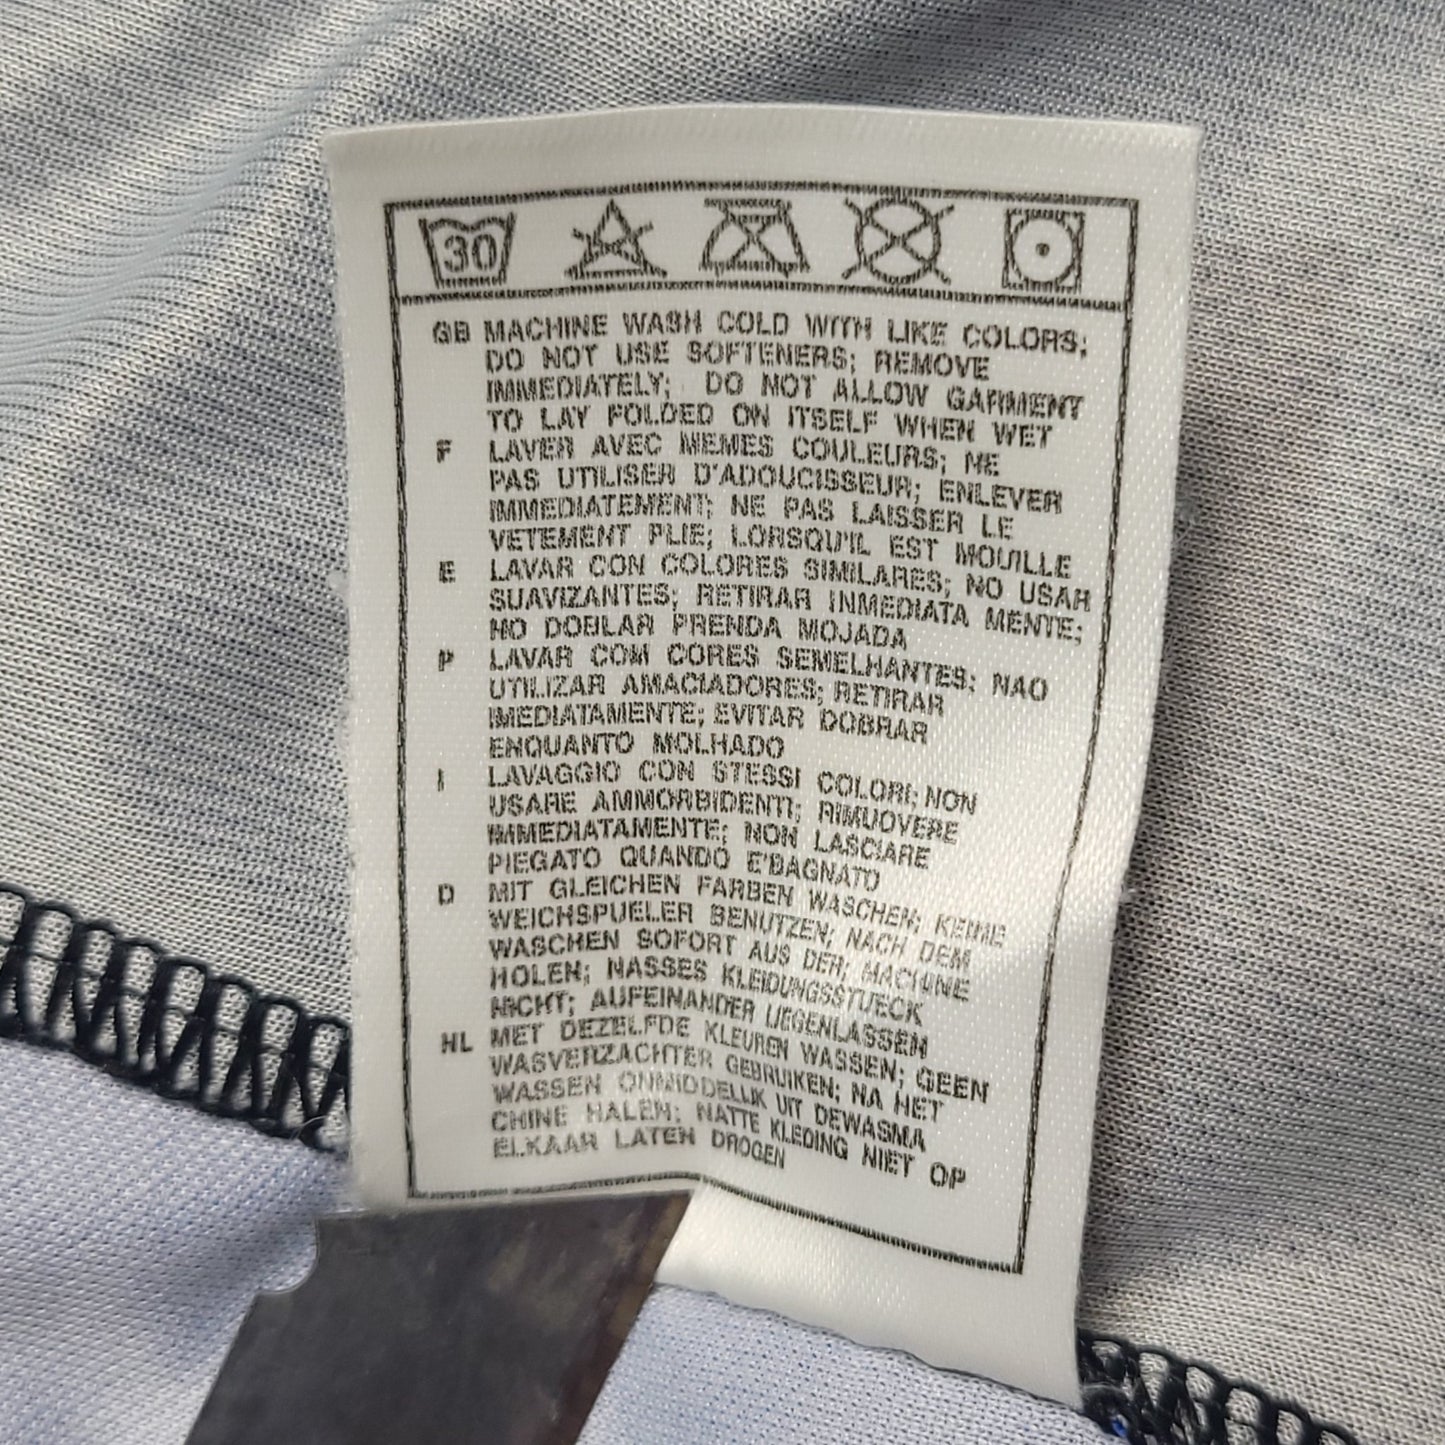 30
GB MACHINE WASH COLD WITH LIKE COLORS;
DO NOT USE SOFTENERS; REMOVE
IMMEDIATELY; DO NOT ALLOW GARMENT
TO LAY FOLDED ON ITSELF WHEN WET
F LAVER AVEC MEMES COULEURS; NE
PAS UTILISER D'ADOUCISSEUR; ENLEVER
IMMEDIATEMENT; NE PAS LAISSER LE
VETEMENT PLIE; LORSQU'IL EST MOUILLE
E LAVAR CON COLORES SIMILARES; NO USAR
SUAVIZANTES; RETIRAR INMEDIATA MENTE;
NO DOBLAR PRENDA MOJADA
P LAVAR COM CORES SEMELHANTES; NAO
UTILIZAR AMACIADORES; RETIRAR
IMEDIATAMENTE; EVITAR DOBRAR
ENQUANTO MOLHADO
I LAVAGGIO CON STESSI COLORI; NON
USARE AMMORBIDENTI; RIMUOVERE
IMMEDIATAMENTE; NON LASCIARE
PIEGATO QUANDO E'BAGNATO
D MIT GLEICHEN FARBEN WASCHEN; KEINE
WEICHSPUELER BENUTZEN; NACH DEM
WASCHEN SOFORT AUS DER; MACHINE
HOLEN; NASSES KLEIDUNGSSTUECK
NICHT; AUFEINANDER LIEGENLASSEN
NL MET DEZELFDE KLEUREN WASSEN; GEEN
WASVERZACHTER GEBRUIKEN; NA HET
WASSEN ONMIDDELLIK UIT DEWASMA
CHINE HALEN; NATTE KLEDING NIET OP
ELKAAR LATEN DROGEN